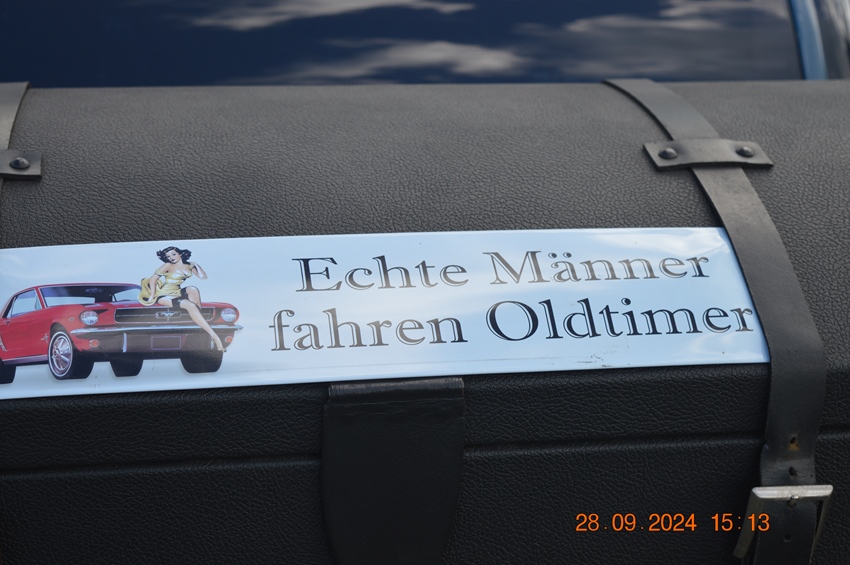 Echte Männer
fahren Oldtimer
28.09.2024 15:13